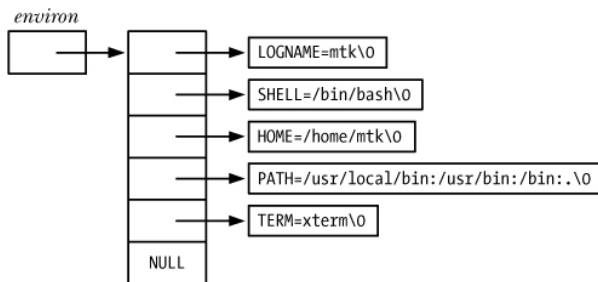 environ
LOGNAME=mtk\0
SHELL=/bin/bash\0
HOME=/home/mtk\0
PATH=/usr/local/bin:/usr/bin:/bin:.\0
TERM=xterm\0
NULL